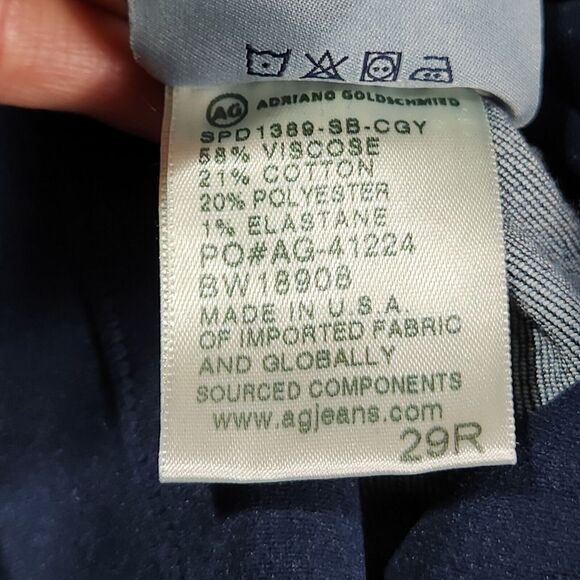 AG ADRIANO GOLDSCHMIED
SPD1389-SB-CGY
58% VISCOSE
21% COTTON
20% POLYESTER
1% ELASTANE
PO#AG-41224
BW18908
MADE IN U.S.A.
OF IMPORTED FABRIC
AND GLOBALLY
SOURCED COMPONENTS
www.agjeans.com
29R